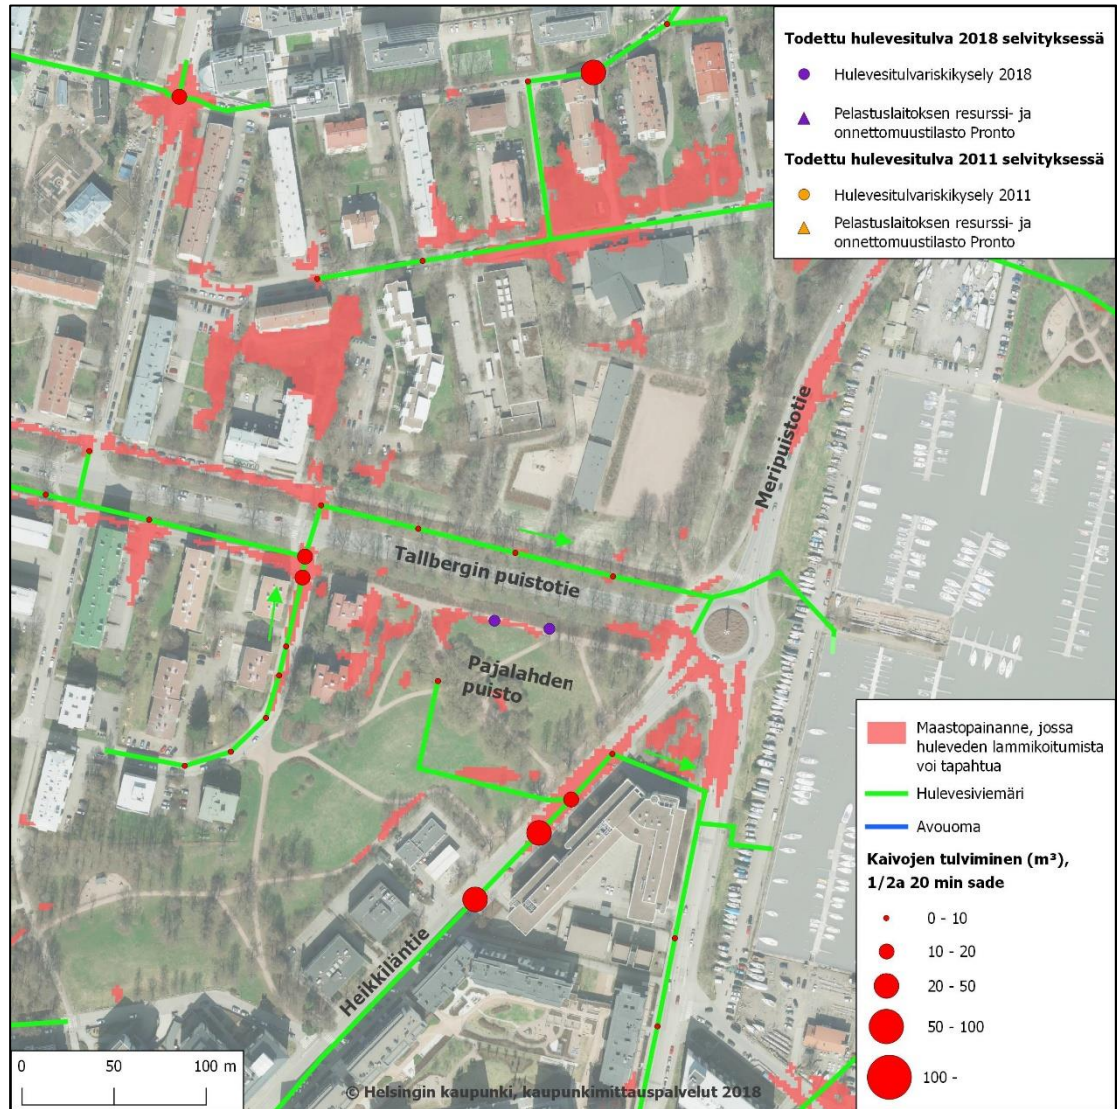 Todettu hulevesitulva 2018 selvityksessä
Hulevesitulvariskikysely 2018
Pelastuslaitoksen resurssi- ja
onnettomuustilasto Pronto
Todettu hulevesitulva 2011 selvityksessä
Hulevesitulvariskikysely 2011
Pelastuslaitoksen resurssi- ja
onnettomuustilasto Pronto
Meripuistotie
Tallbergin puistotie
Pajalahden
puisto
Heikkiläntie
Maastopainanne, jossa
huleveden lammikoitumista
voi tapahtua
Hulevesiviemäri
Avouoma
Kaivojen tulviminen (m³),
1/2a 20 min sade
0 - 10
10 - 20
20 - 50
50 - 100
100 -
0 50 100 m
© Helsingin kaupunki, kaupunkimittauspalvelut 2018